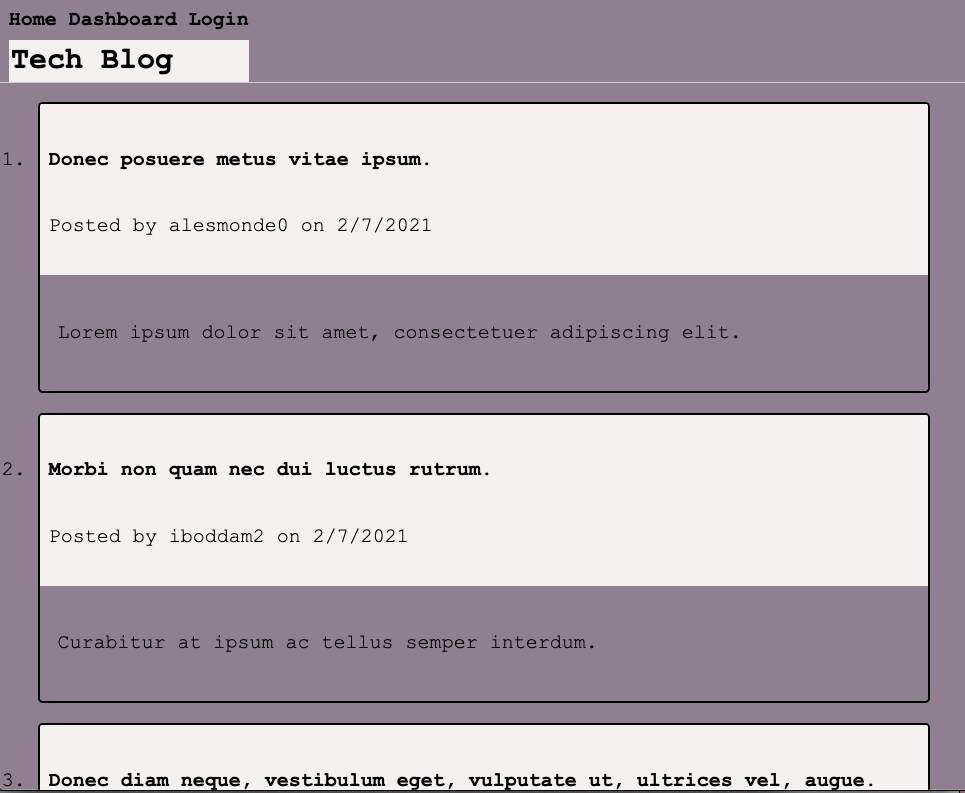 Home Dashboard Login
Tech Blog
1. Donec posuere metus vitae ipsum.
Posted by alesmonde0 on 2/7/2021
Lorem ipsum dolor sit amet, consectetuer adipiscing elit.
2. Morbi non quam nec dui luctus rutrum.
Posted by iboddam2 on 2/7/2021
Curabitur at ipsum ac tellus semper interdum.
3. Donec diam neque, vestibulum eget, vulputate ut, ultrices vel, augue.